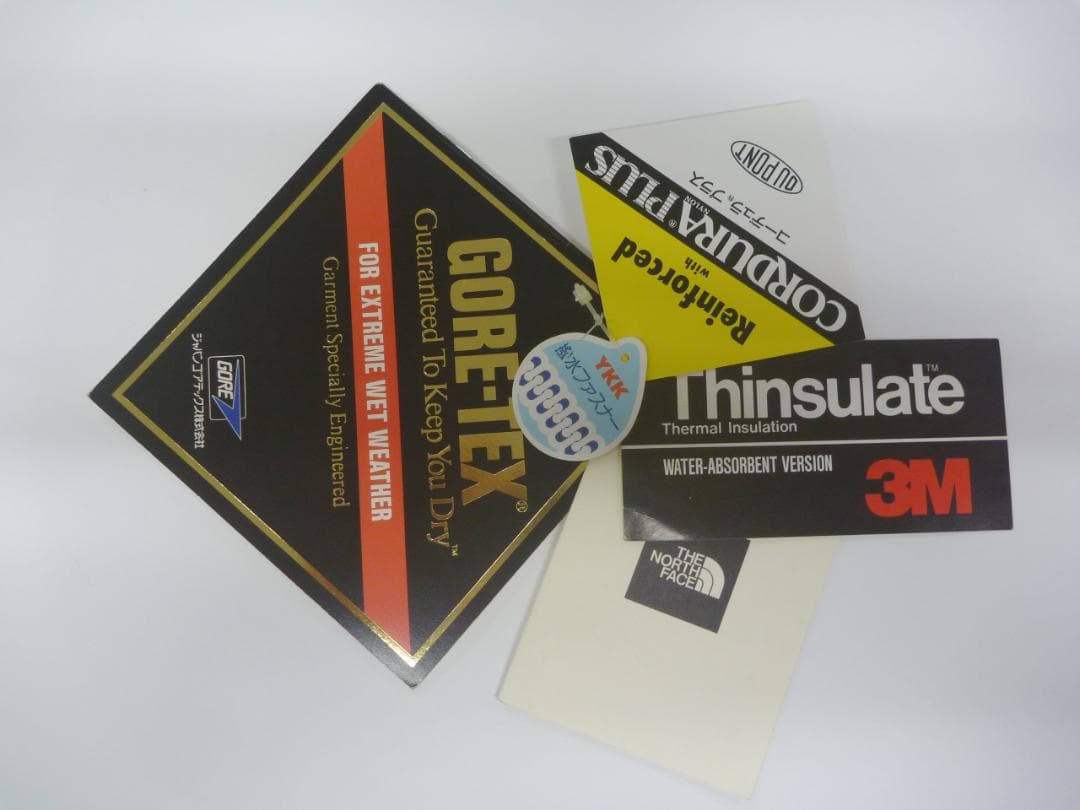 GORE-TEX®
Guaranteed To Keep You Dry™
FOR EXTREME WET WEATHER
Garment Specially Engineered
GORE
ジャパンゴアテックス株式会社
DU PONT
コーデュラ®プラス
CORDURA® PLUS
NYLON
Reinforced
with
YKK
撥水ファスナー
Thinsulate™
Thermal Insulation
WATER-ABSORBENT VERSION
3M
THE
NORTH
FACE